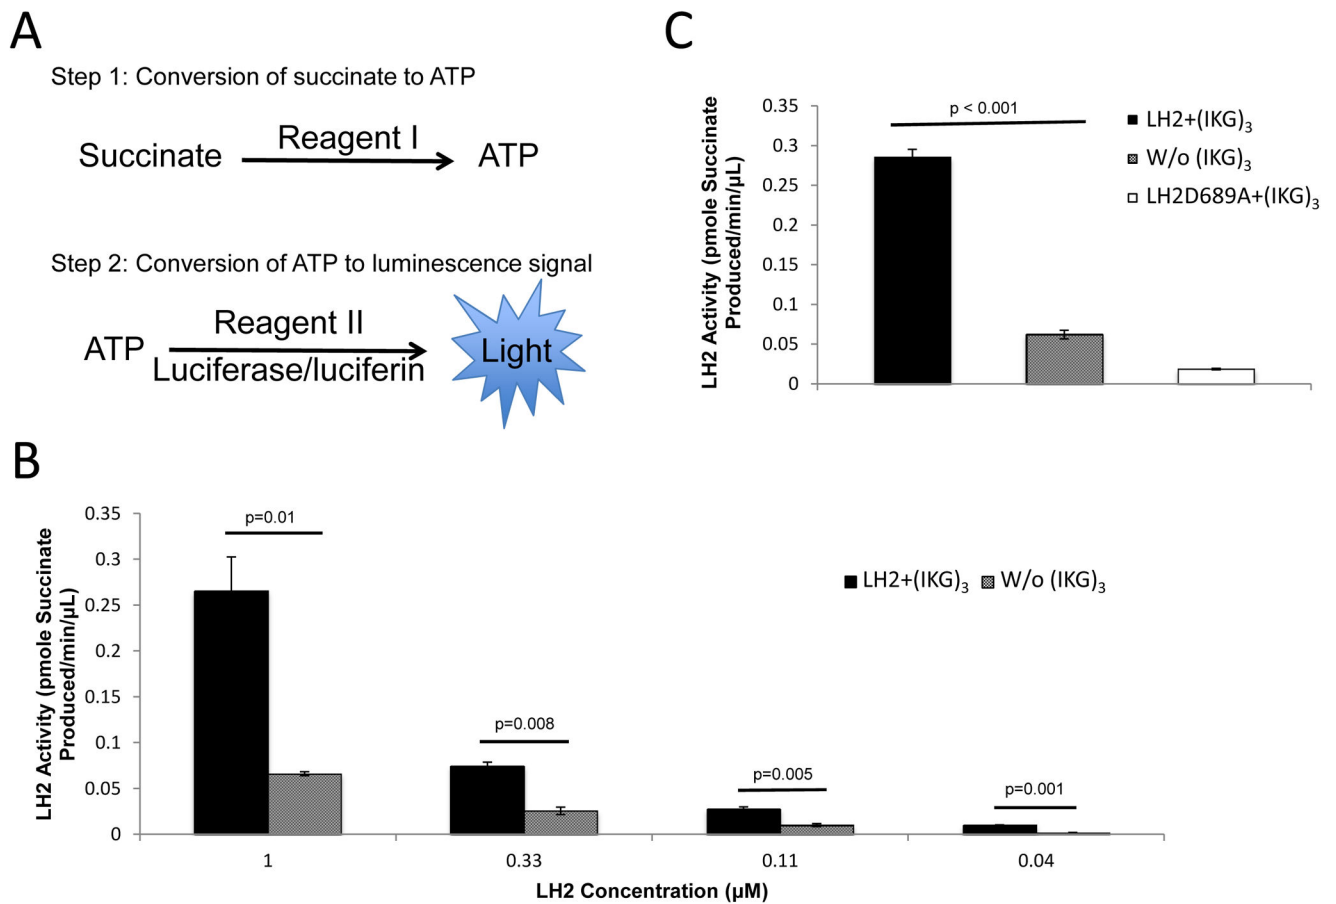 A
Step 1: Conversion of succinate to ATP
Succinate
Reagent I
ATP
Step 2: Conversion of ATP to luminescence signal
ATP
Reagent II
Luciferase/luciferin
Light
C
LH2 Activity (pmole Succinate
Produced/min/µL)
0.35
0.3
0.25
0.2
0.15
0.1
0.05
0
p < 0.001
LH2+(IKG)₃
W/o (IKG)₃
LH2D689A+(IKG)₃
B
LH2 Activity (pmole Succinate
Produced/min/µL)
0.35
0.3
0.25
0.2
0.15
0.1
0.05
0
p=0.01
p=0.008
p=0.005
p=0.001
LH2+(IKG)₃ W/o (IKG)₃
1 0.33 0.11 0.04
LH2 Concentration (µM)